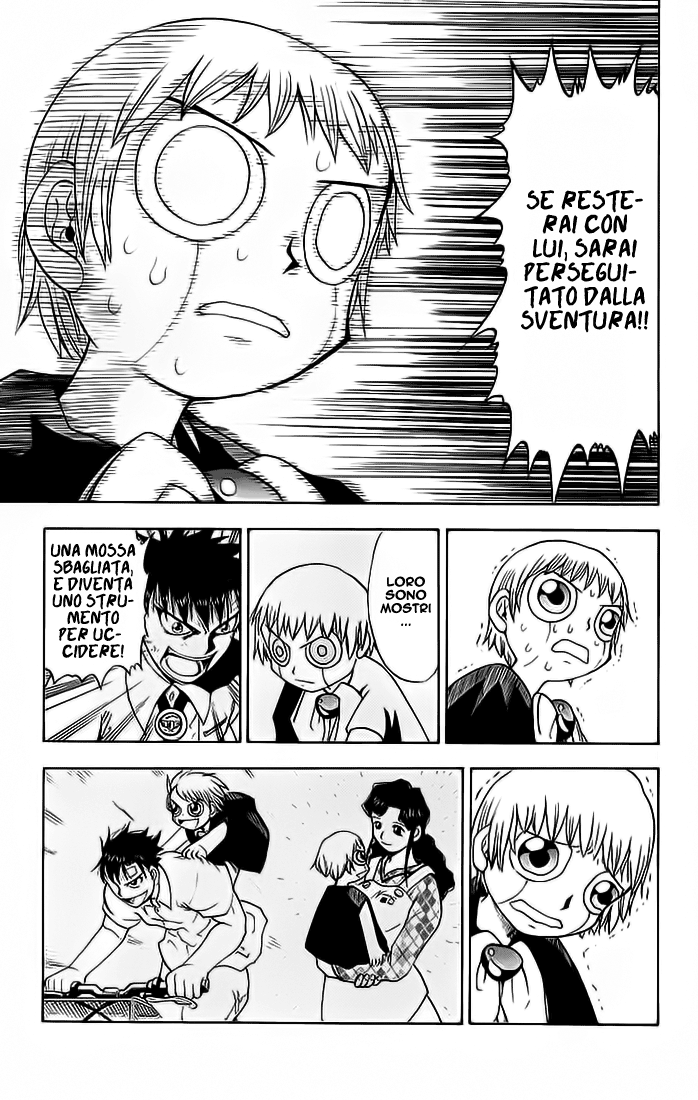 SE RESTE-
RAI CON
LUI, SARAI
PERSEGUI-
TATO DALLA
SVENTURA!!
LORO
SONO
MOSTRI
...
UNA MOSSA
SBAGLIATA,
E DIVENTA
UNO STRU-
MENTO
PER UC-
CIDERE!